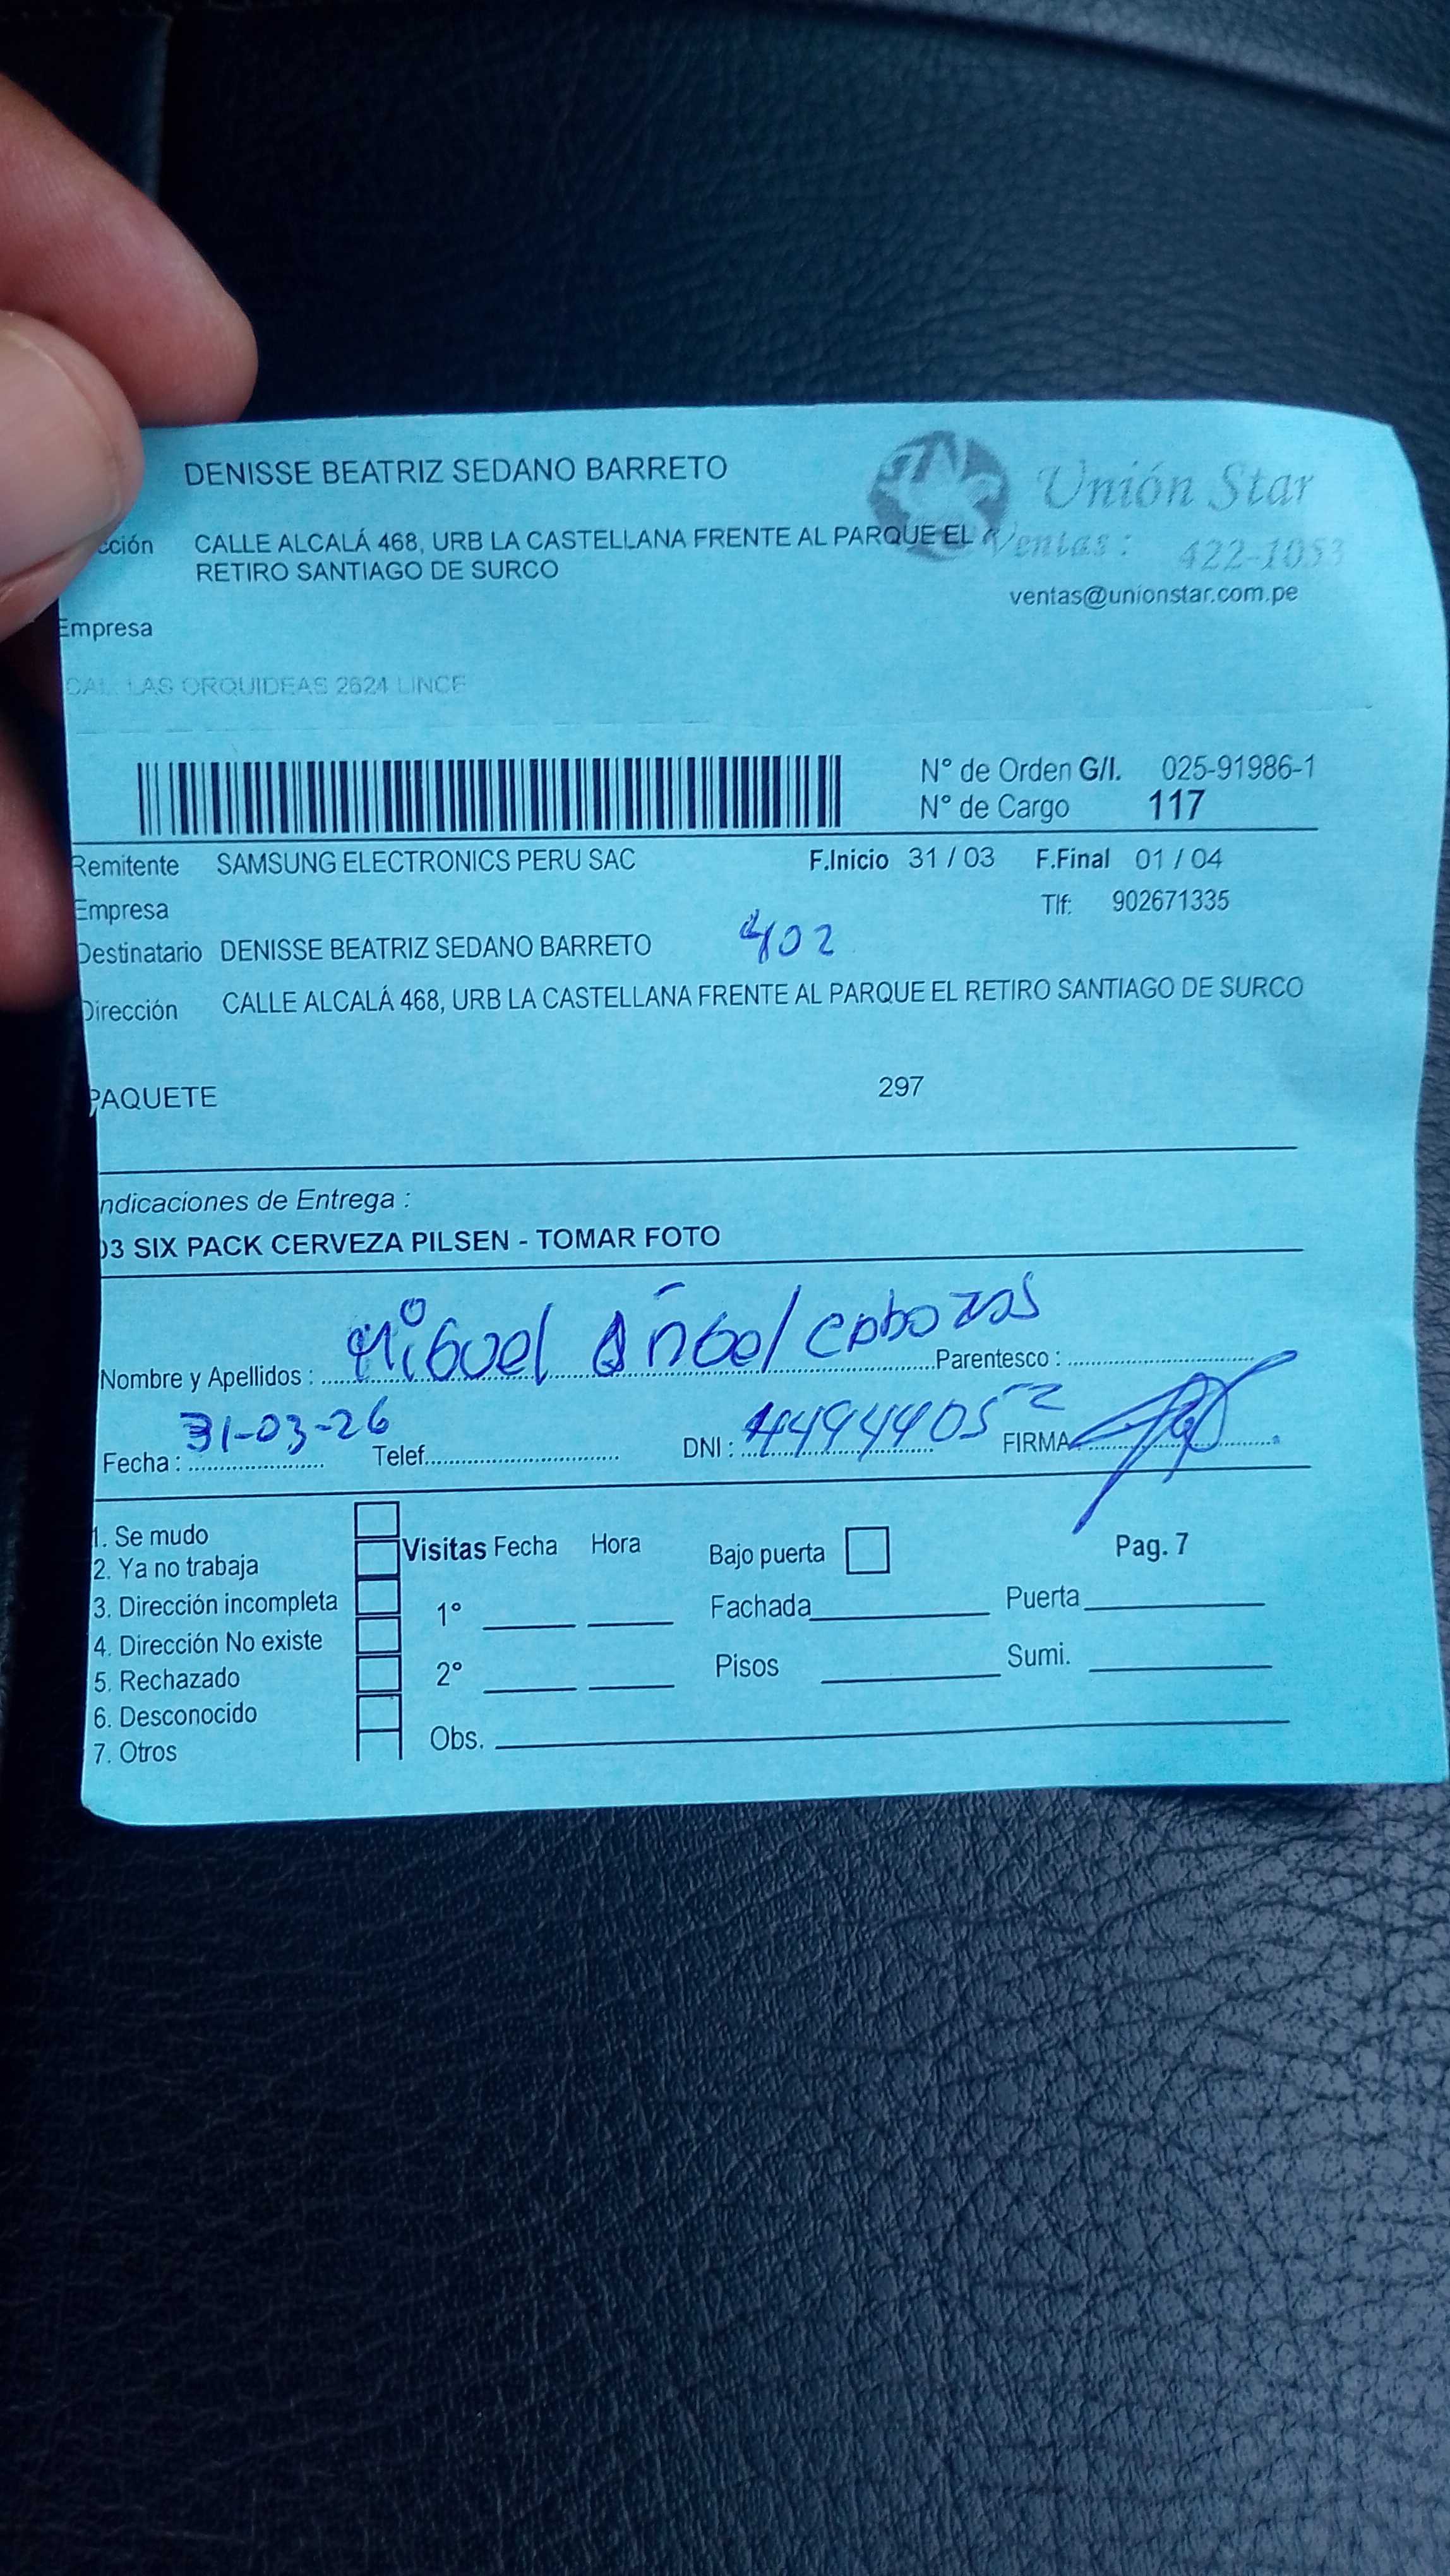 DENISSE BEATRIZ SEDANO BARRETO
Unión Star
cción CALLE ALCALÁ 468, URB LA CASTELLANA FRENTE AL PARQUE EL
RETIRO SANTIAGO DE SURCO
Ventas: 422-1053
ventas@unionstar.com.pe
Empresa
LAS ORQUIDEAS 2624 LINCE
N° de Orden G/I. 025-91986-1
N° de Cargo 117
Remitente SAMSUNG ELECTRONICS PERU SAC F.Inicio 31 / 03 F.Final 01 / 04
Empresa Tlf: 902671335
Destinatario DENISSE BEATRIZ SEDANO BARRETO 402
Dirección CALLE ALCALÁ 468, URB LA CASTELLANA FRENTE AL PARQUE EL RETIRO SANTIAGO DE SURCO
PAQUETE 297
ndicaciones de Entrega :
03 SIX PACK CERVEZA PILSEN - TOMAR FOTO
Nombre y Apellidos : Miguel Angel Parentesco :
Fecha : 31-03-26 Telef. DNI : 44944052 FIRMA
1. Se mudo
2. Ya no trabaja
3. Dirección incompleta
4. Dirección No existe
5. Rechazado
6. Desconocido
7. Otros
Visitas Fecha Hora
1°
2°
Obs.
Bajo puerta
Fachada
Pisos
Pag. 7
Puerta
Sumi.